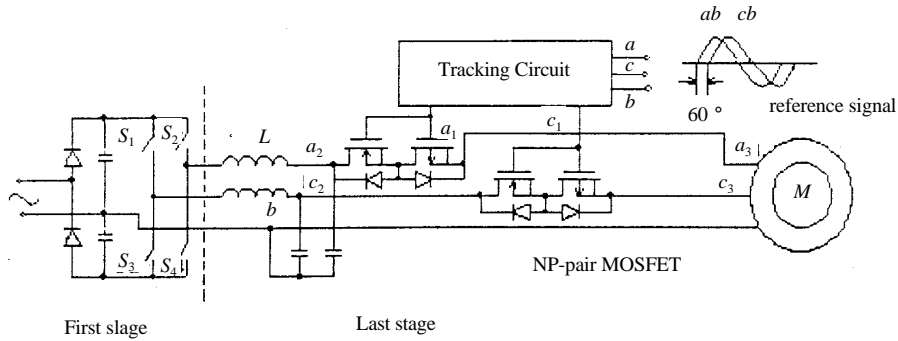 ab cb
a
Tracking Circuit
c
b
60 °
reference signal
S1
S2
L
a2
a1
c1
a3
c2
c3
M
b
S3
S4
NP-pair MOSFET
First slage
Last stage